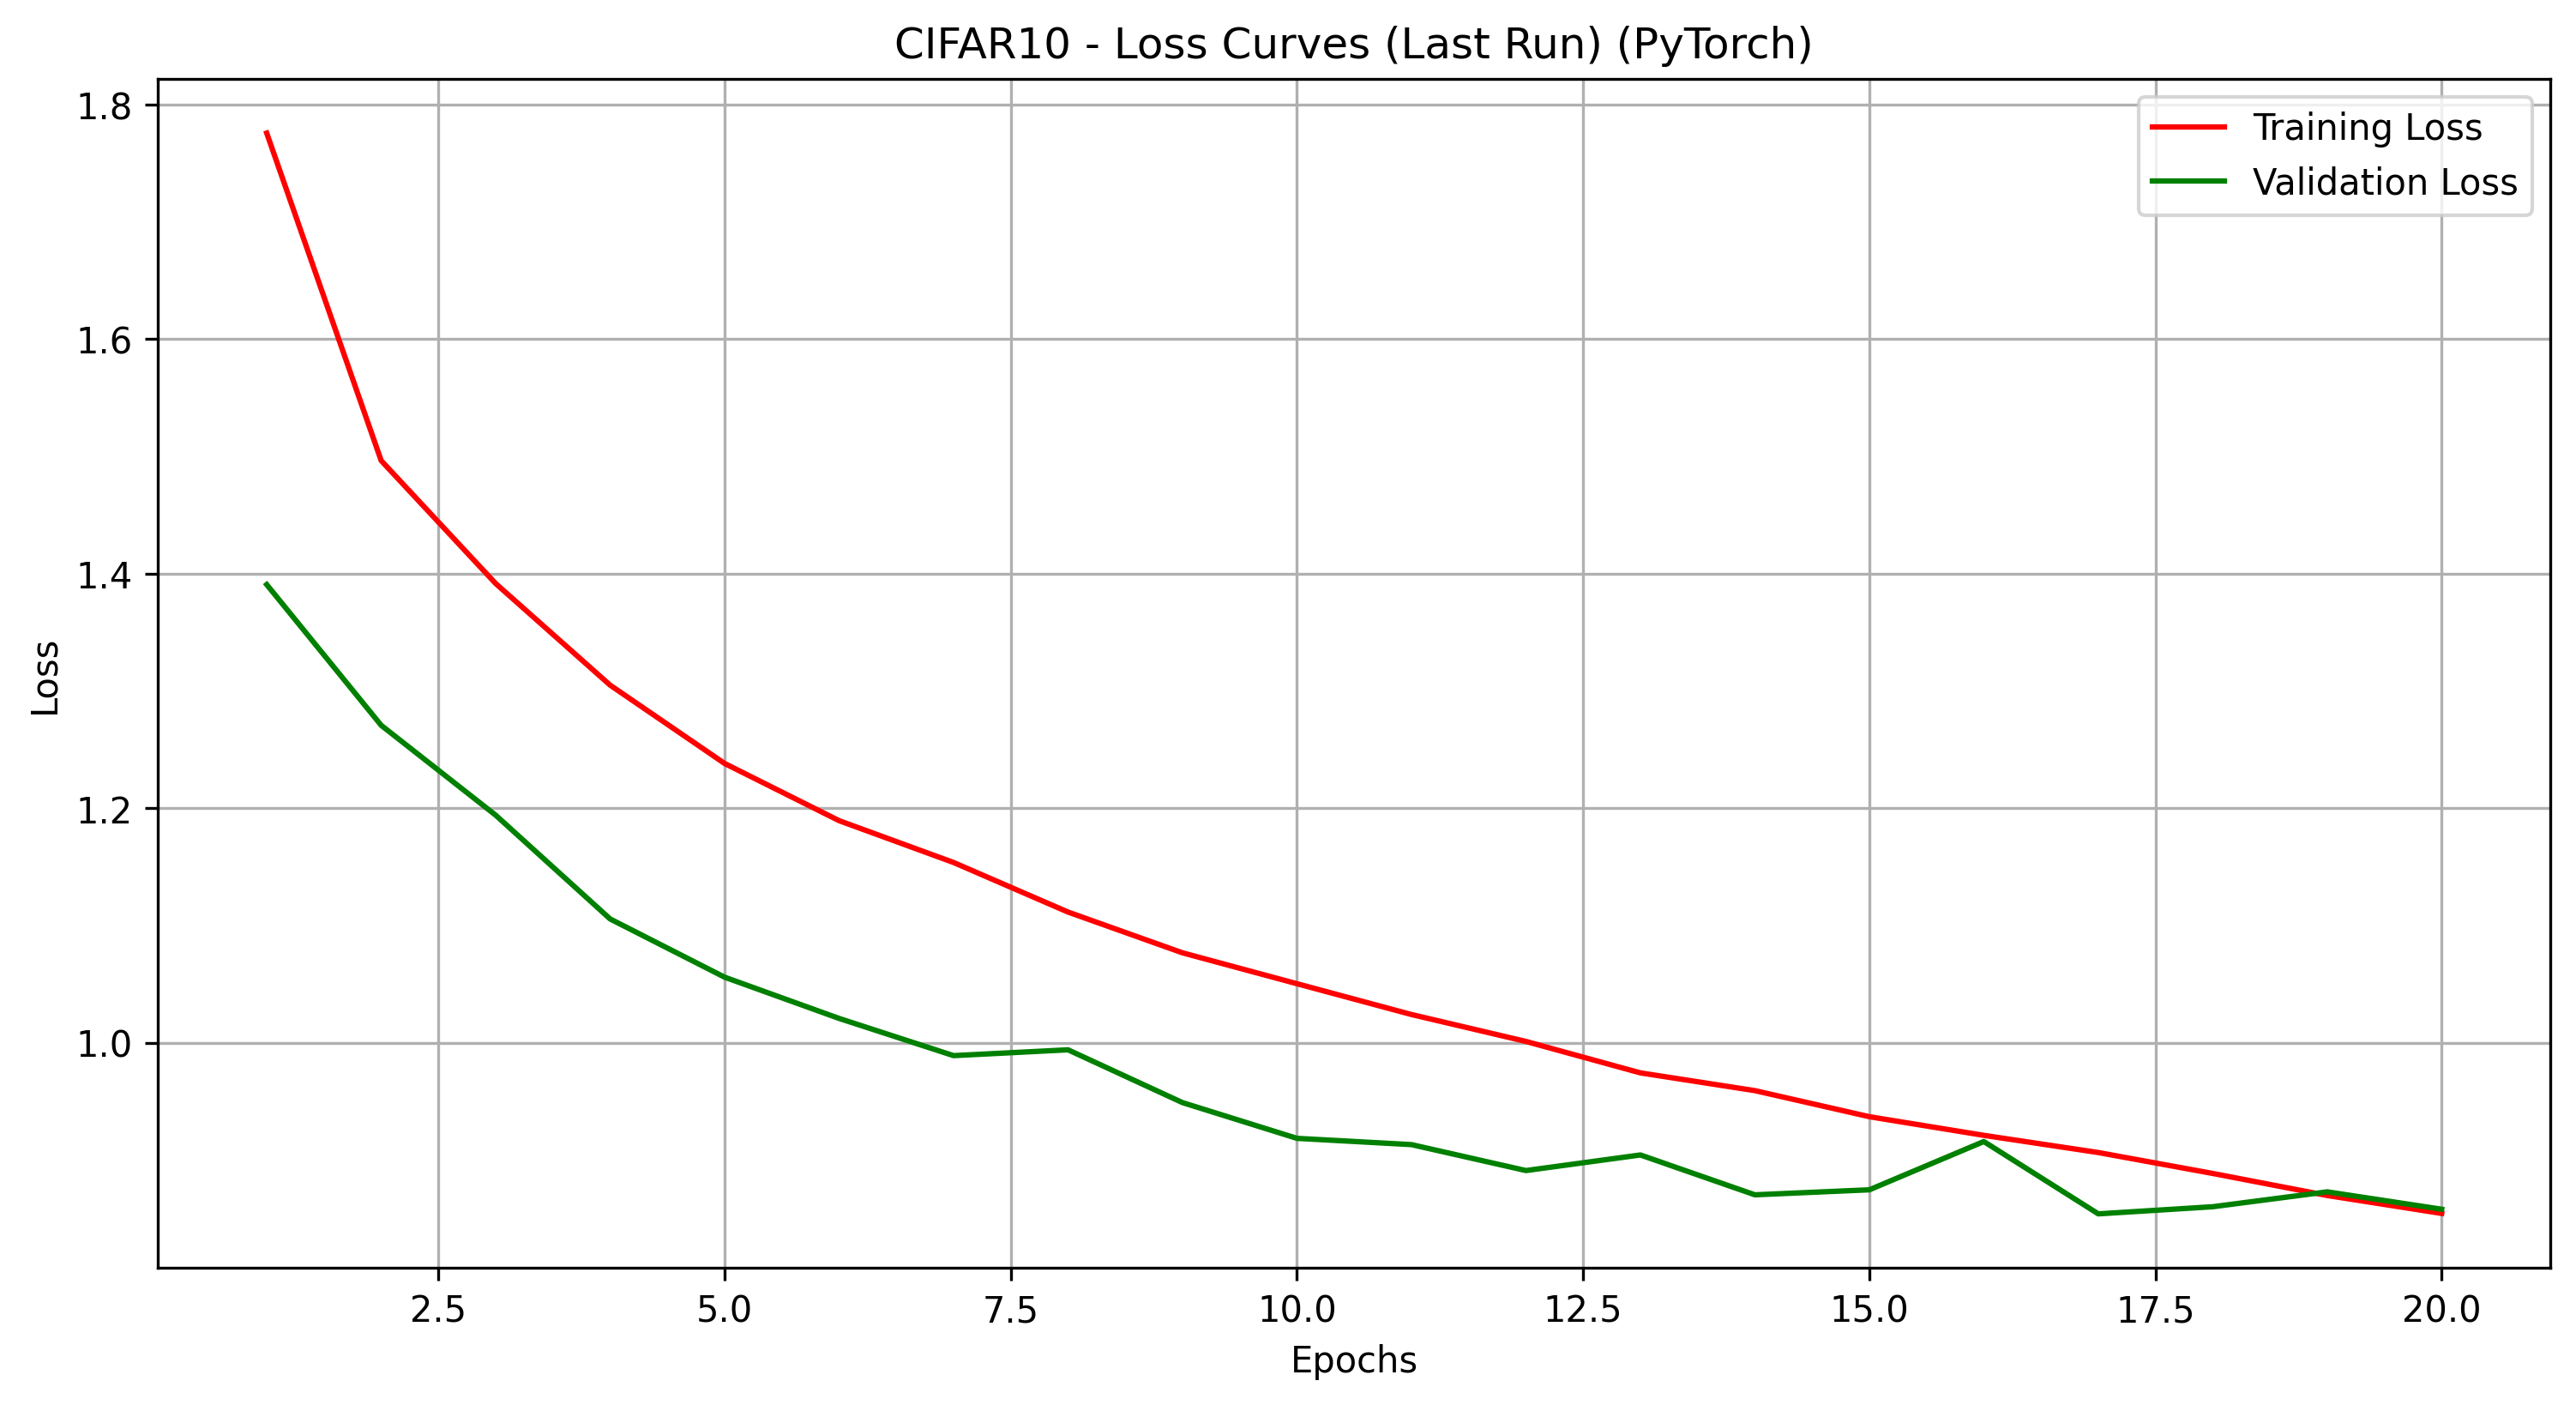 CIFAR10 - Loss Curves (Last Run) (PyTorch)
Training Loss
Validation Loss
Loss
1.8
1.6
1.4
1.2
1.0
2.5 5.0 7.5 10.0 12.5 15.0 17.5 20.0
Epochs